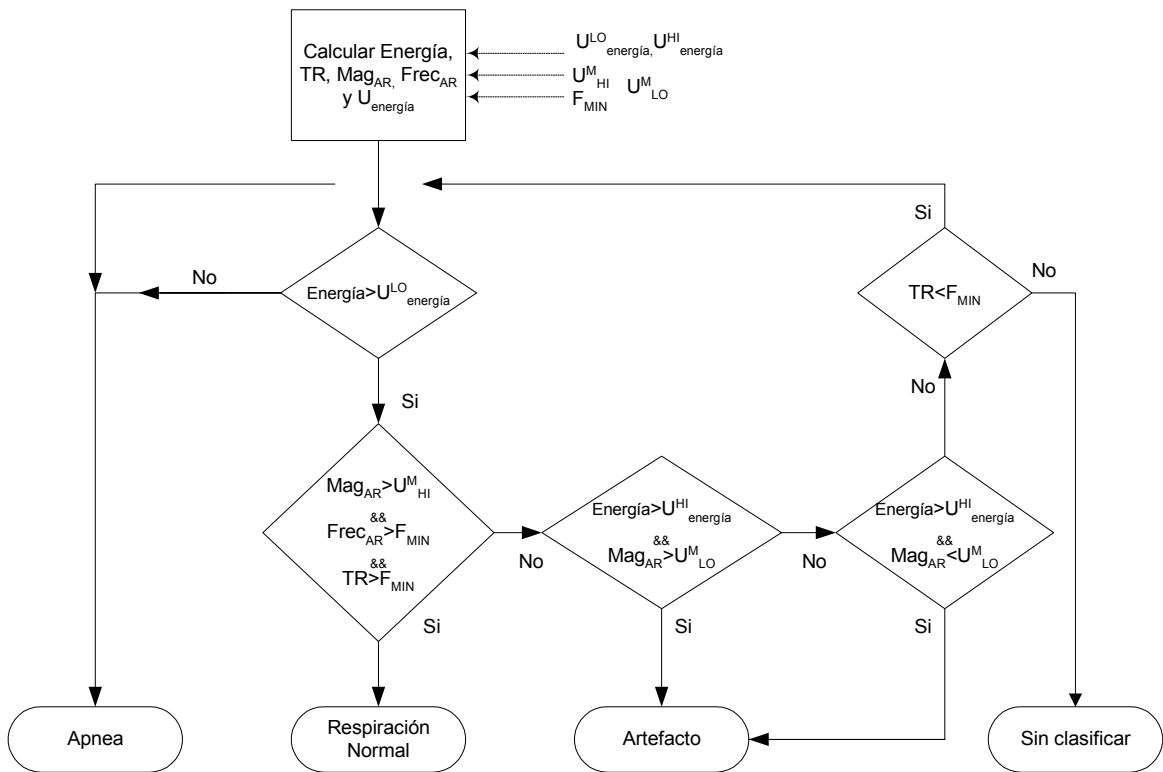 Calcular Energía,
TR, Mag_AR, Frec_AR
y U_energía
U^LO_energía, U^HI_energía
U^M_HI
U^M_LO
F_MIN
Si
No
No
Energía>U^LO_energía
TR<F_MIN
Si
No
Mag_AR>U^M_HI
&&
Frec_AR>F_MIN
&&
TR>F_MIN
Energía>U^HI_energía
&&
Mag_AR>U^M_LO
Energía>U^HI_energía
&&
Mag_AR<U^M_LO
No
No
Si
Si
Si
Apnea
Respiración
Normal
Artefacto
Sin clasificar